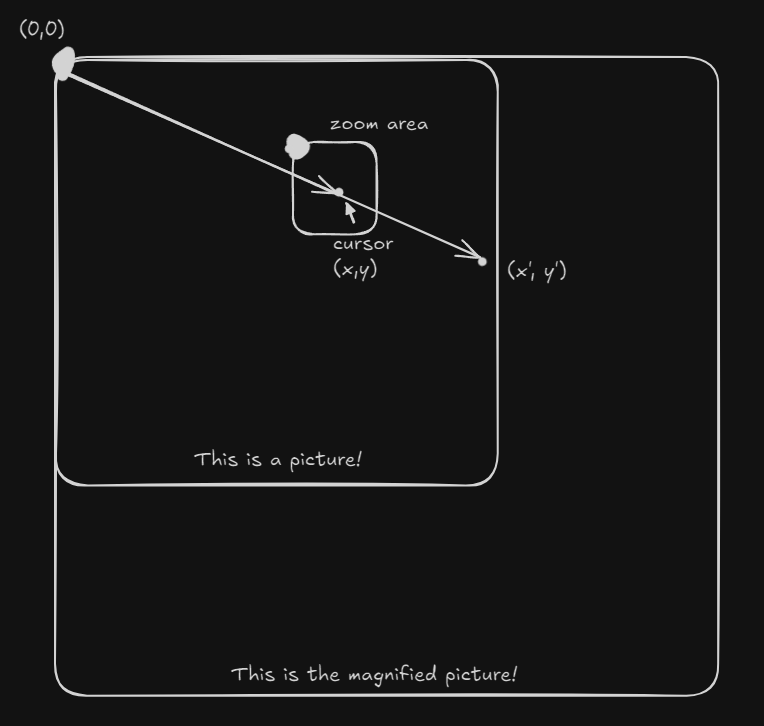 (0,0)
zoom area
cursor
(x,y)
(x', y')
This is a picture!
This is the magnified picture!